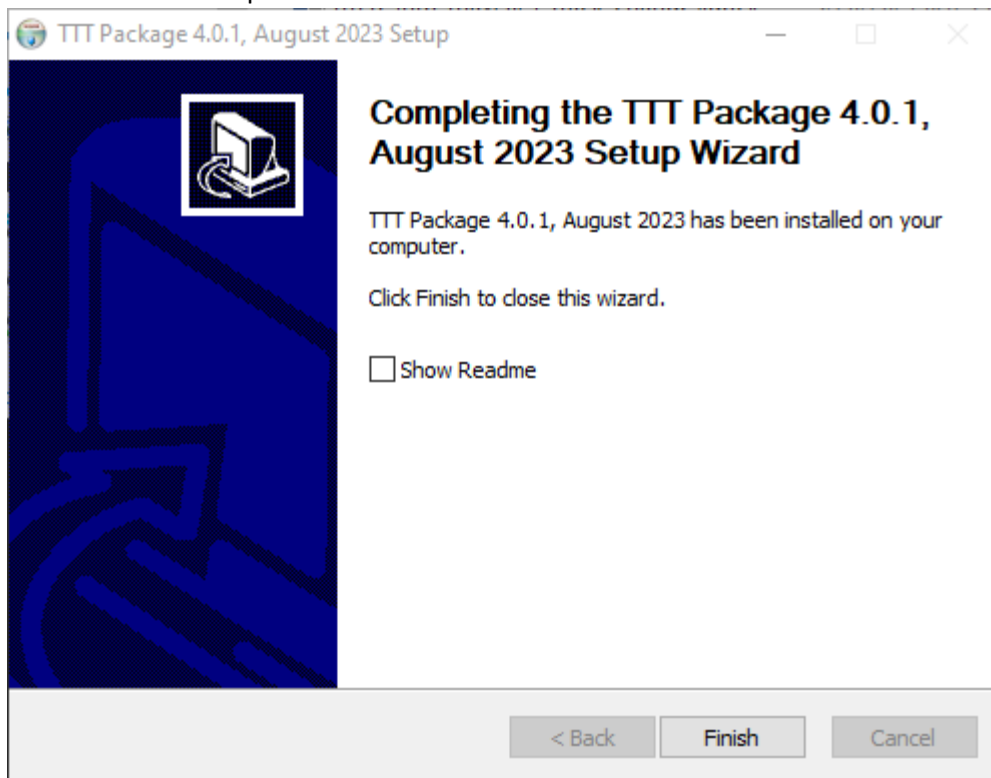 TTT Package 4.0.1, August 2023 Setup
Completing the TTT Package 4.0.1,
August 2023 Setup Wizard
TTT Package 4.0.1, August 2023 has been installed on your
computer.
Click Finish to close this wizard.
Show Readme
< Back
Finish
Cancel